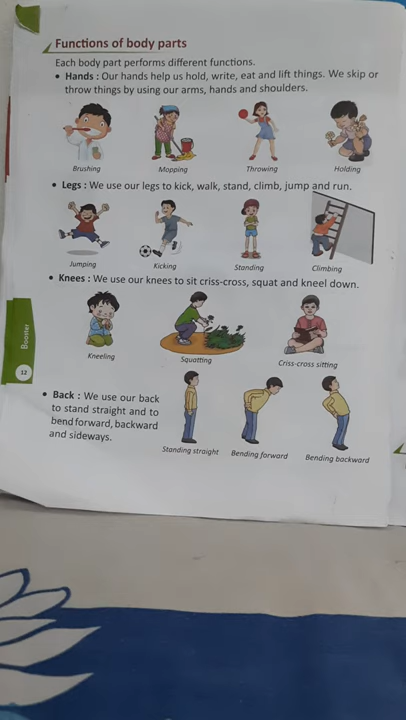 Functions of body parts
Each body part performs different functions.
• Hands : Our hands help us hold, write, eat and lift things. We skip or
throw things by using our arms, hands and shoulders.
Brushing Mopping Throwing Holding
• Legs : We use our legs to kick, walk, stand, climb, jump and run.
Jumping Kicking Standing Climbing
• Knees : We use our knees to sit criss-cross, squat and kneel down.
Kneeling Squatting Criss-cross sitting
Booster
12
• Back : We use our back
to stand straight and to
bend forward, backward
and sideways.
Standing straight Bending forward Bending backward